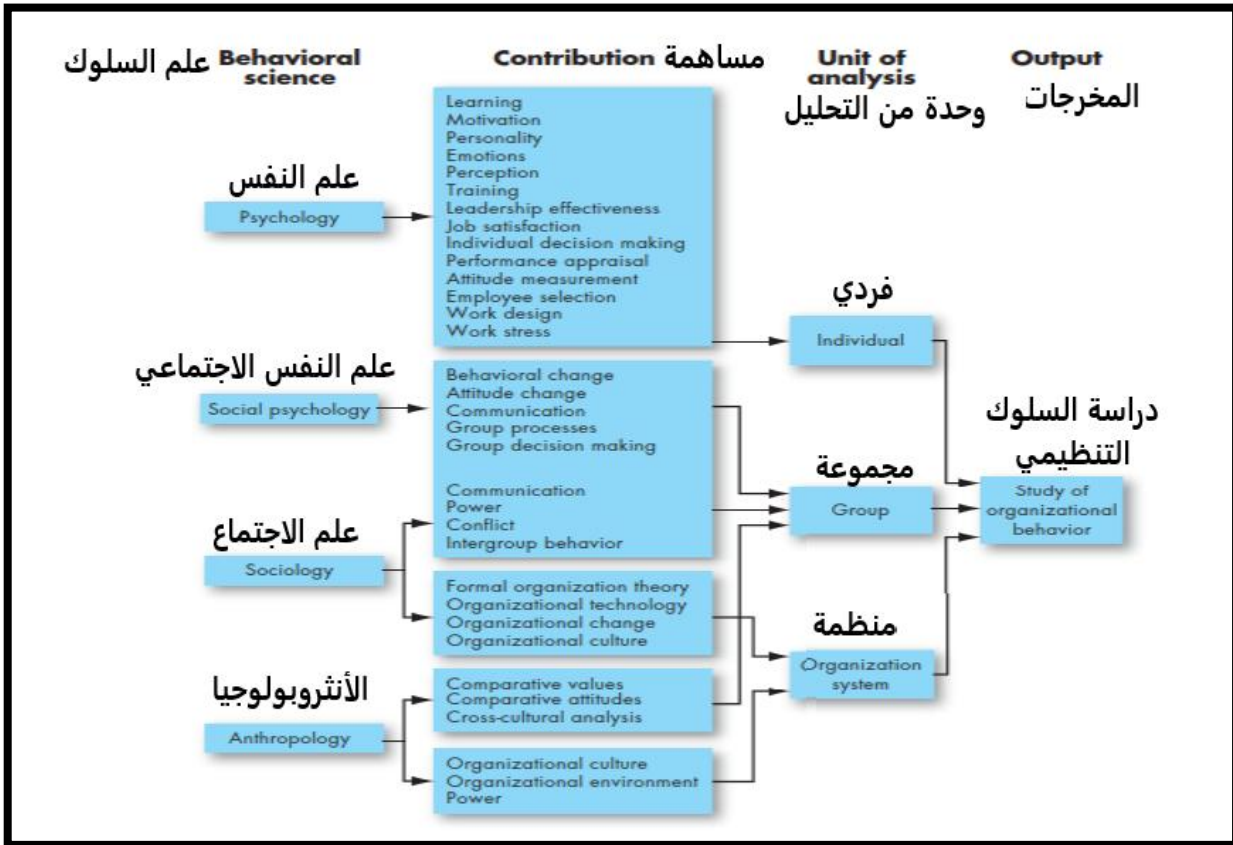 علم السلوك Behavioral
science
Contribution مساهمة
Unit of
analysis
وحدة من التحليل
Output
المخرجات
علم النفس
Psychology
Learning
Motivation
Personality
Emotions
Perception
Training
Leadership effectiveness
Job satisfaction
Individual decision making
Performance appraisal
Attitude measurement
Employee selection
Work design
Work stress
فردي
Individual
علم النفس الاجتماعي
Social psychology
Behavioral change
Attitude change
Communication
Group processes
Group decision making
Communication
Power
Conflict
Intergroup behavior
مجموعة
Group
دراسة السلوك
التنظيمي
Study of
organizational
behavior
علم الاجتماع
Sociology
Formal organization theory
Organizational technology
Organizational change
Organizational culture
منظمة
Organization
system
الأنثروبولوجيا
Anthropology
Comparative values
Comparative attitudes
Cross-cultural analysis
Organizational culture
Organizational environment
Power